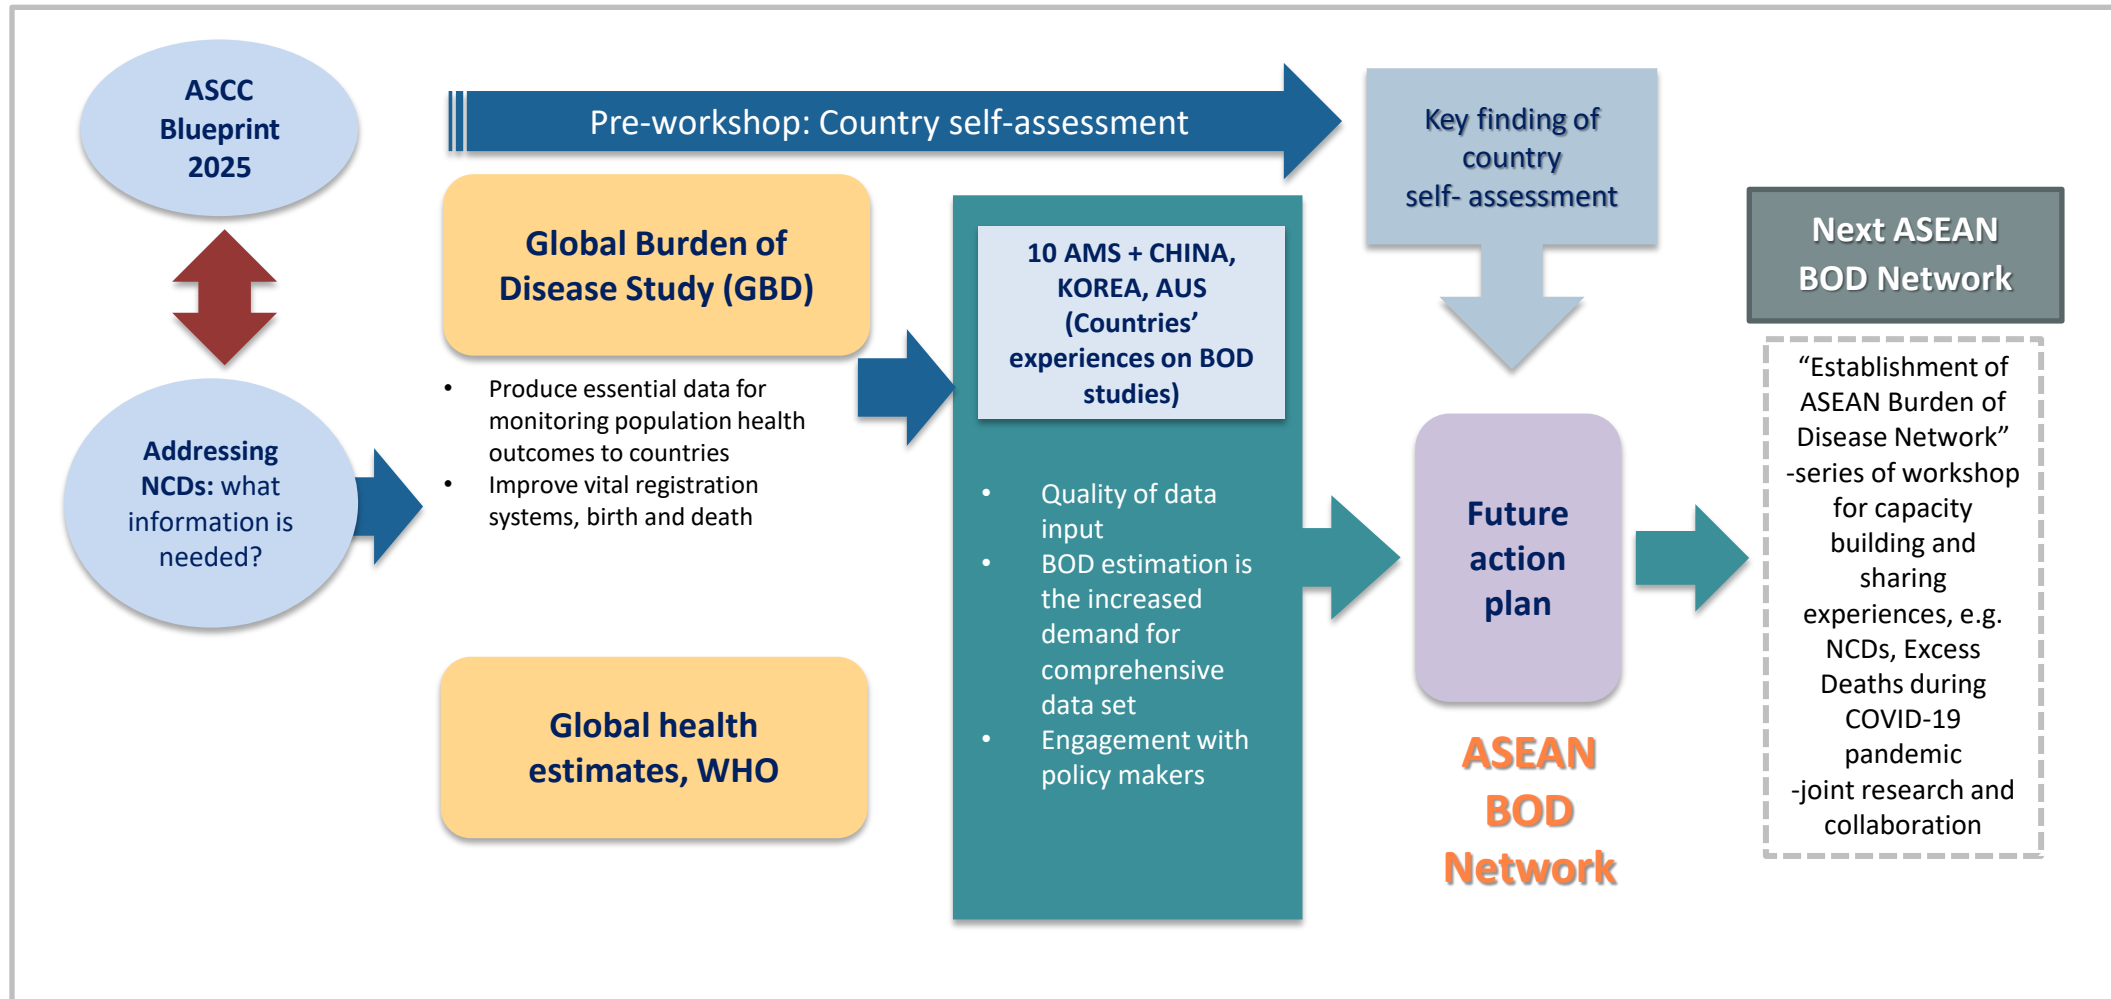 ASCC
Blueprint
2025
Addressing
NCDs: what
information is
needed?
Pre-workshop: Country self-assessment
Global Burden of
Disease Study (GBD)
• Produce essential data for
monitoring population health
outcomes to countries
• Improve vital registration
systems, birth and death
Global health
estimates, WHO
10 AMS + CHINA,
KOREA, AUS
(Countries’
experiences on BOD
studies)
• Quality of data
input
• BOD estimation is
the increased
demand for
comprehensive
data set
• Engagement with
policy makers
Key finding of
country
self- assessment
Future
action
plan
ASEAN
BOD
Network
Next ASEAN
BOD Network
“Establishment of
ASEAN Burden of
Disease Network”
-series of workshop
for capacity
building and
sharing
experiences, e.g.
NCDs, Excess
Deaths during
COVID-19
pandemic
-joint research and
collaboration